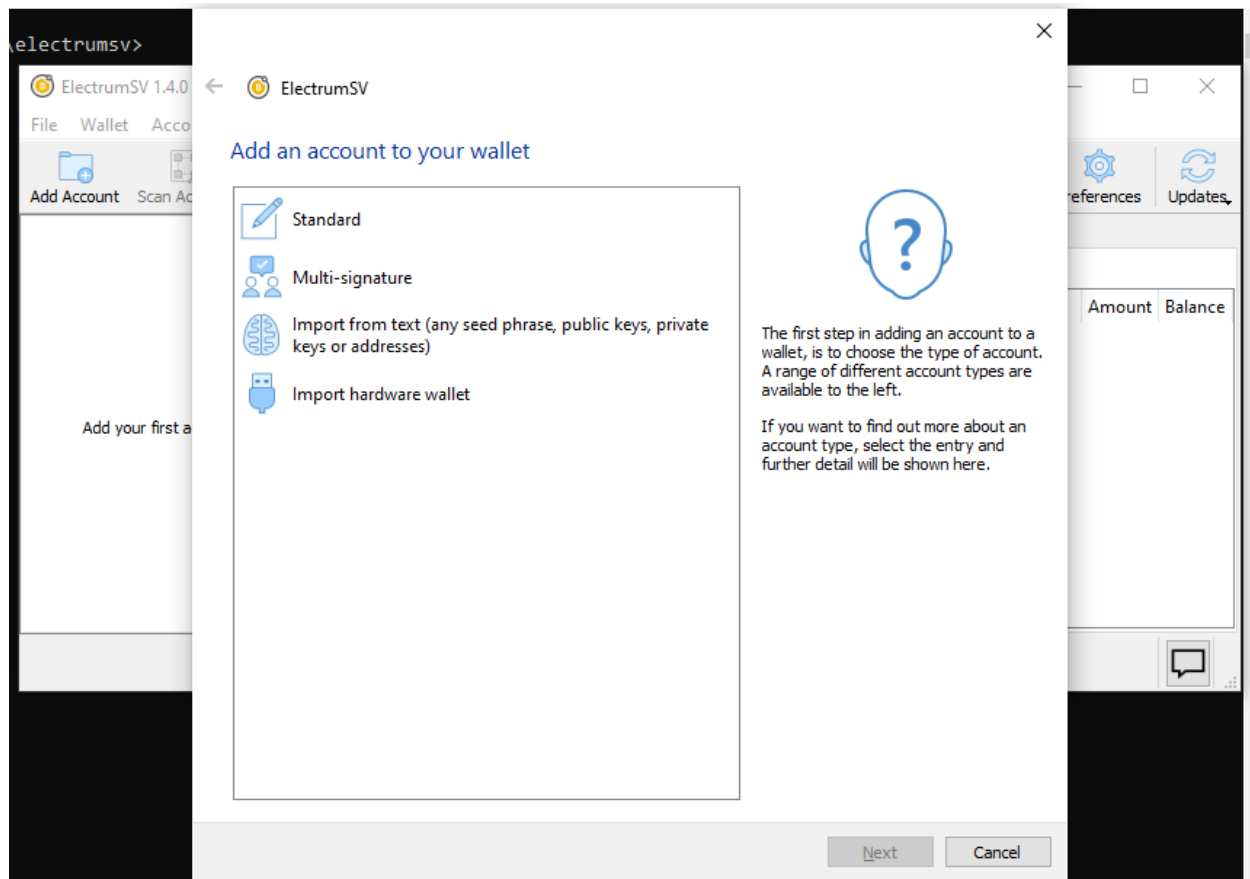 \electrumsv>
ElectrumSV 1.4.0
File Wallet Acco
Add Account Scan Ac
Add your first a
ElectrumSV
Add an account to your wallet
Standard
Multi-signature
Import from text (any seed phrase, public keys, private
keys or addresses)
Import hardware wallet
?
The first step in adding an account to a
wallet, is to choose the type of account.
A range of different account types are
available to the left.
If you want to find out more about an
account type, select the entry and
further detail will be shown here.
Next Cancel
eferences Updates
Amount Balance